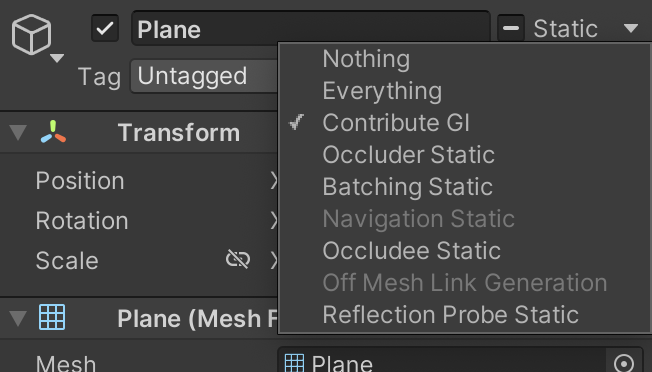 Plane
Static
Tag
Untagged
Nothing
Everything
Contribute GI
Occluder Static
Batching Static
Navigation Static
Occludee Static
Off Mesh Link Generation
Reflection Probe Static
Transform
Position
Rotation
Scale
Plane (Mesh F
Mesh
Plane